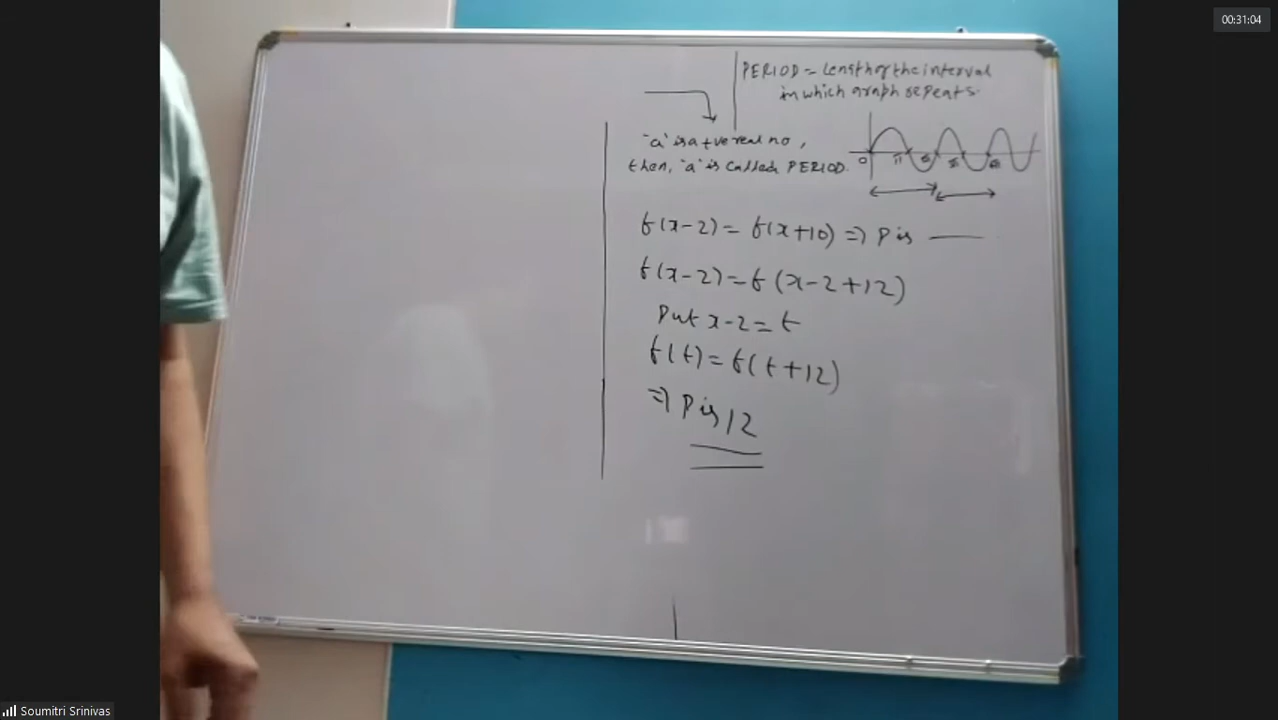 00:31:04
PERIOD = Length of the interval
in which graph repeats.
'a' is a +ve real no,
then, 'a' is called PERIOD.
0 π
f(x-2) = f(x+10) => P is ___
f(x-2) = f(x-2+12)
Put x-2 = t
f(t) = f(t+12)
=> P is 12
Soumitri Srinivas